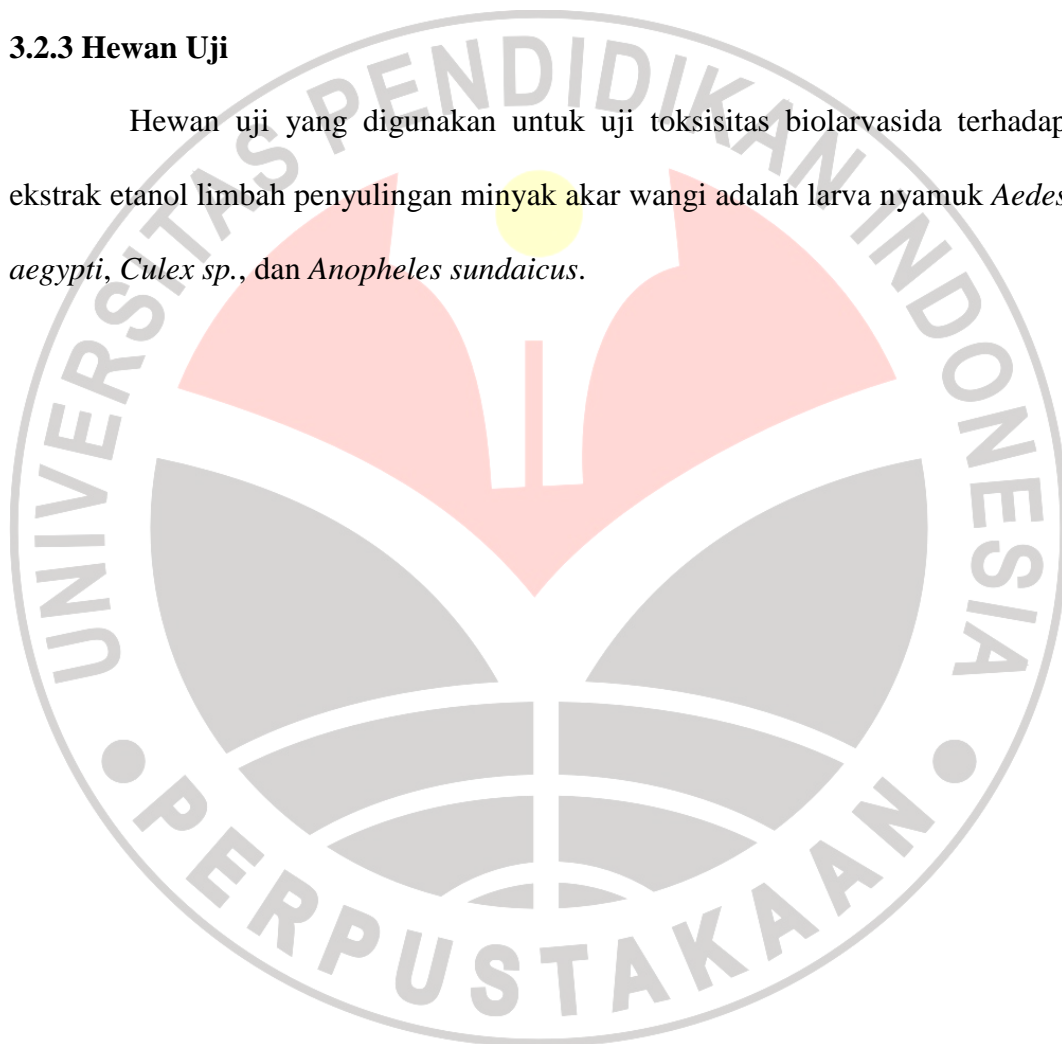 3.2.3 Hewan Uji
Hewan uji yang digunakan untuk uji toksisitas biolarvasida terhadap
ekstrak etanol limbah penyulingan minyak akar wangi adalah larva nyamuk Aedes
aegypti, Culex sp., dan Anopheles sundaicus.
UNIVERSITAS PENDIDIKAN INDONESIA
PERPUSTAKAAN